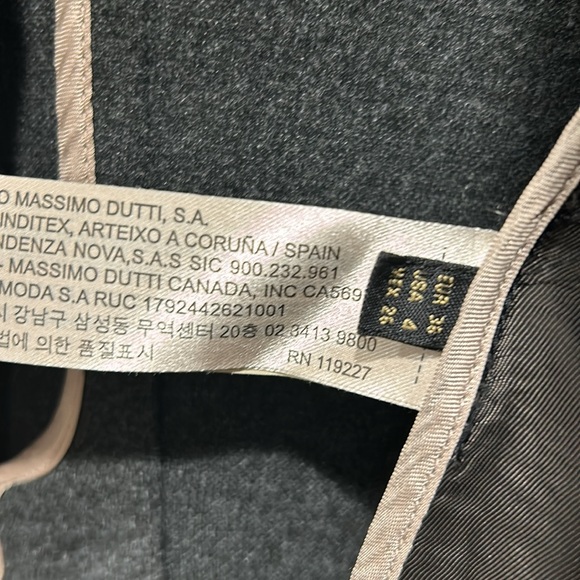 O MASSIMO DUTTI, S.A.
INDITEX, ARTEIXO A CORUÑA / SPAIN
NDENZA NOVA,S.A.S SIC 900.232.961
- MASSIMO DUTTI CANADA, INC CA569
MODA S.A RUC 1792442621001
시 강남구 삼성동 무역센터 20층 02.3413 9800
법에 의한 품질표시
RN 119227
EUR 36
USA 4
MEX 26